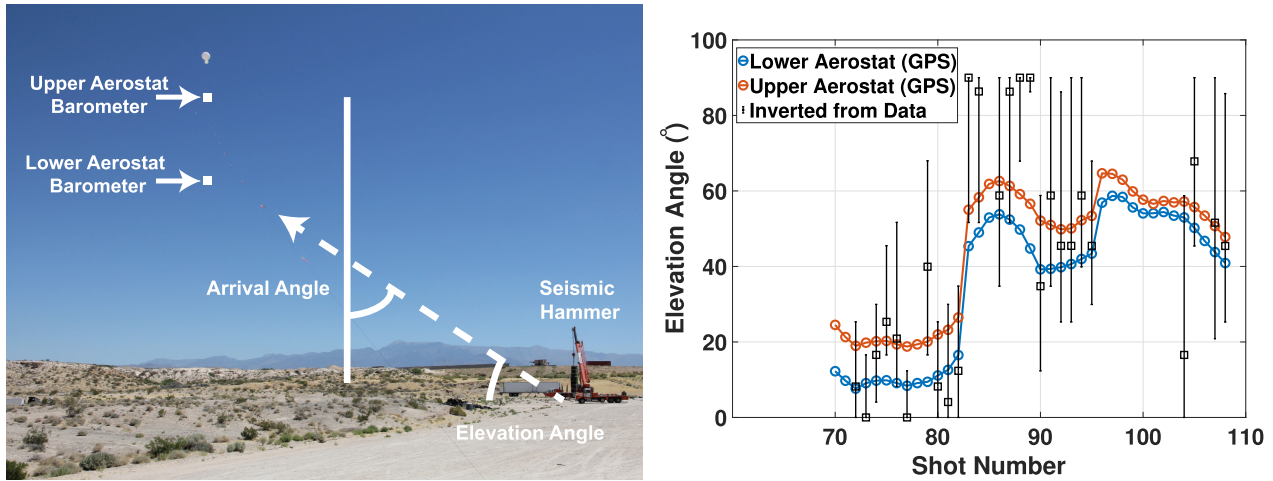 Upper Aerostat
Barometer
Lower Aerostat
Barometer
Arrival Angle
Seismic
Hammer
Elevation Angle
100
80
60
40
20
0
Elevation Angle (°)
Lower Aerostat (GPS)
Upper Aerostat (GPS)
Inverted from Data
70
80
90
100
110
Shot Number